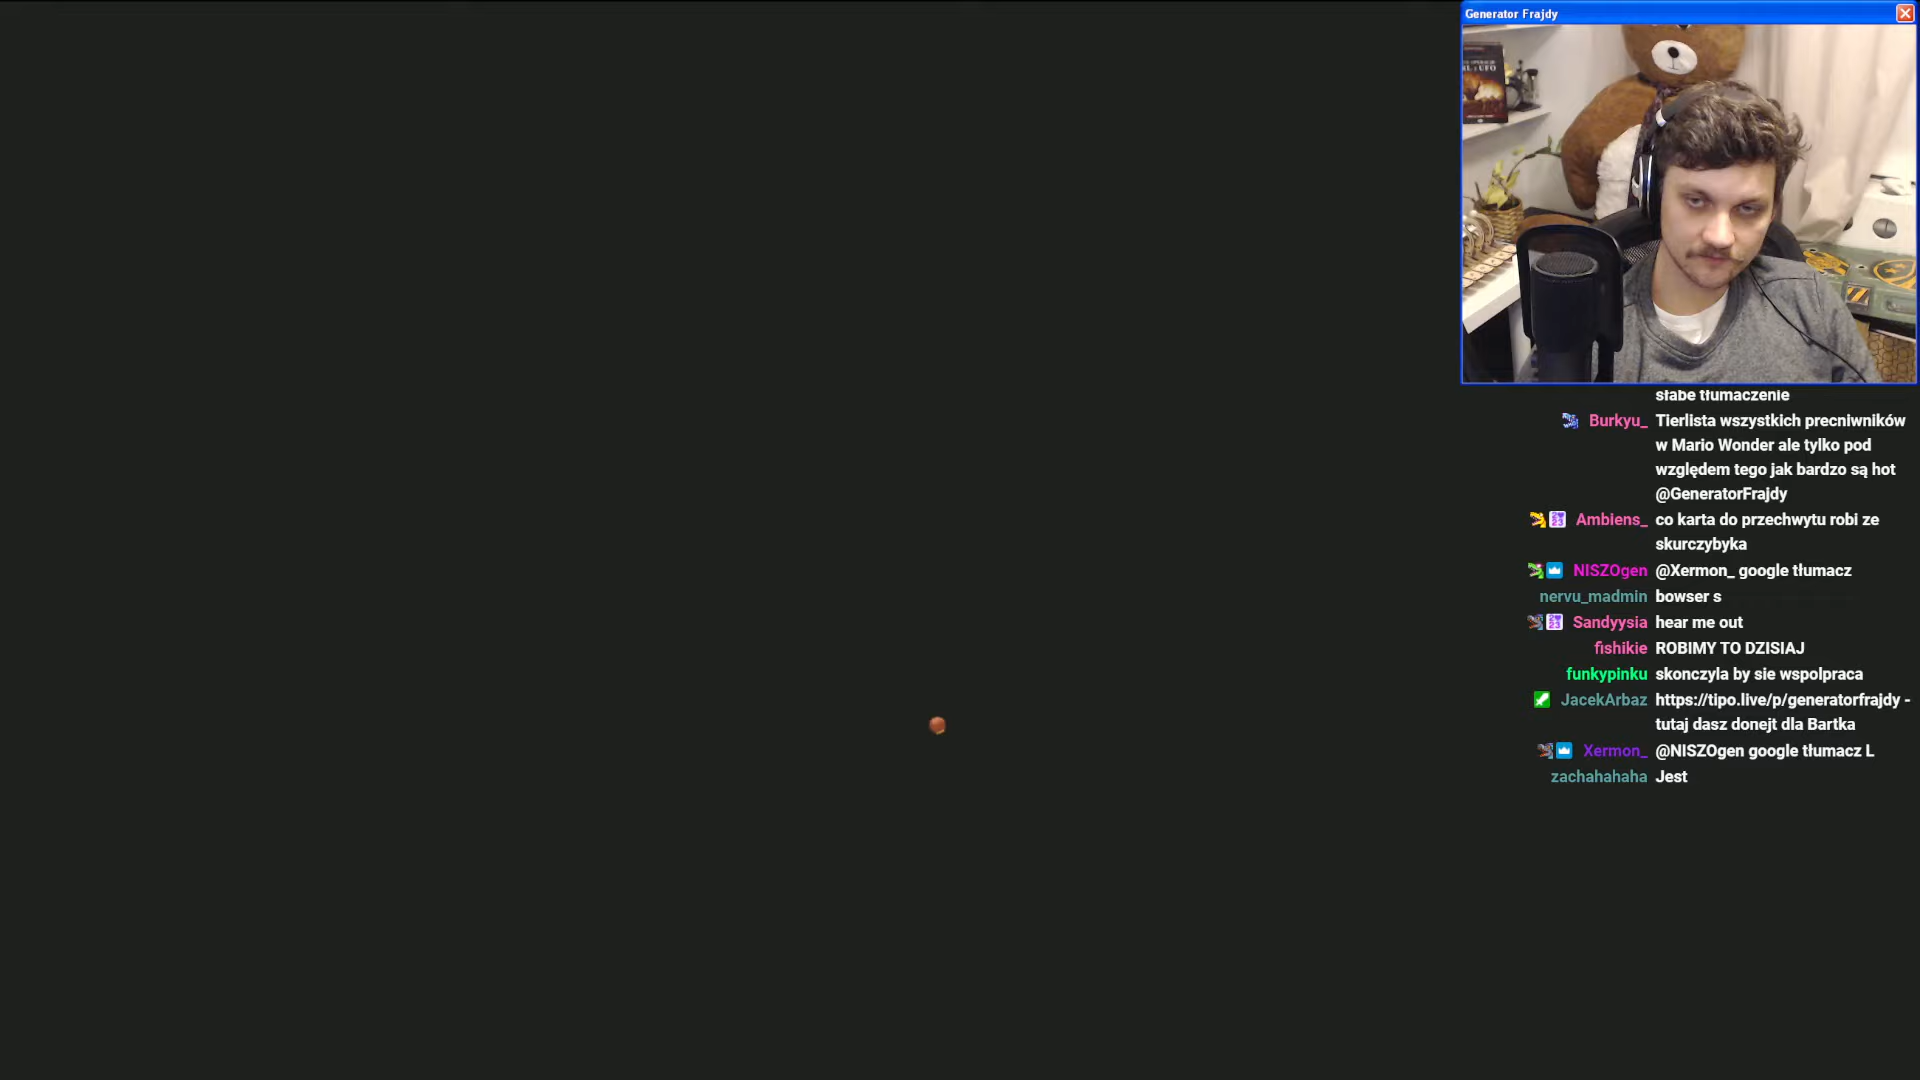 Generator Frajdy
słabe tłumaczenie
Burkyu_ Tierlista wszystkich precniwników
w Mario Wonder ale tylko pod
względem tego jak bardzo są hot
@GeneratorFrajdy
Ambiens_ co karta do przechwytu robi ze
skurczybyka
NISZOgen @Xermon_ google tłumacz
nervu_madmin bowser s
Sandyysia hear me out
fishikie ROBIMY TO DZISIAJ
funkypinku skonczyla by sie wspolpraca
JacekArbaz https://tipo.live/p/generatorfrajdy -
tutaj dasz donejt dla Bartka
Xermon_ @NISZOgen google tłumacz L
zachahahaha Jest